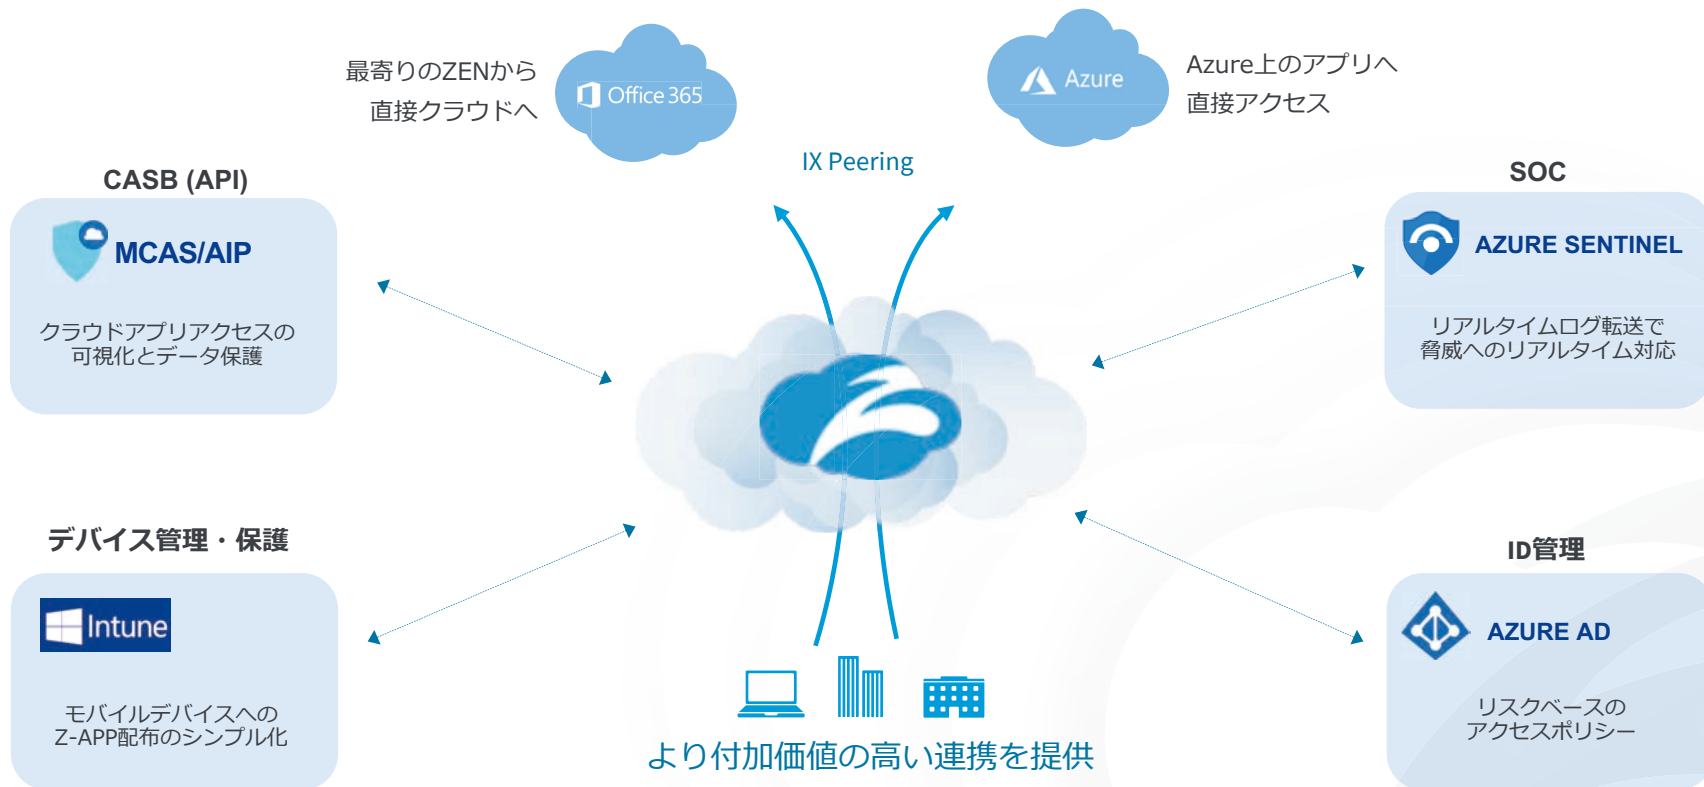 最寄りのZENから
直接クラウドへ
Office 365
Azure
Azure上のアプリへ
直接アクセス
IX Peering
CASB (API)
MCAS/AIP
クラウドアプリアクセスの
可視化とデータ保護
SOC
AZURE SENTINEL
リアルタイムログ転送で
脅威へのリアルタイム対応
デバイス管理・保護
Intune
モバイルデバイスへの
Z-APP配布のシンプル化
ID管理
AZURE AD
リスクベースの
アクセスポリシー
より付加価値の高い連携を提供